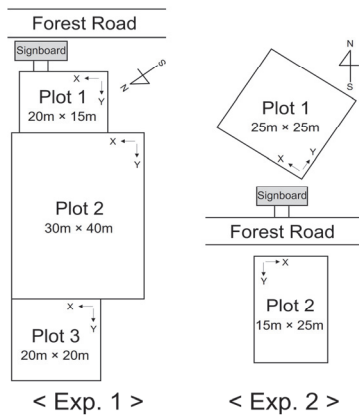 Forest Road
Signboard
X
Y
Plot 1
20m × 15m
S
N
X
Y
Plot 2
30m × 40m
X
Y
Plot 3
20m × 20m
< Exp. 1 >
N
S
Plot 1
25m × 25m
X
Y
Signboard
Forest Road
X
Y
Plot 2
15m × 25m
< Exp. 2 >